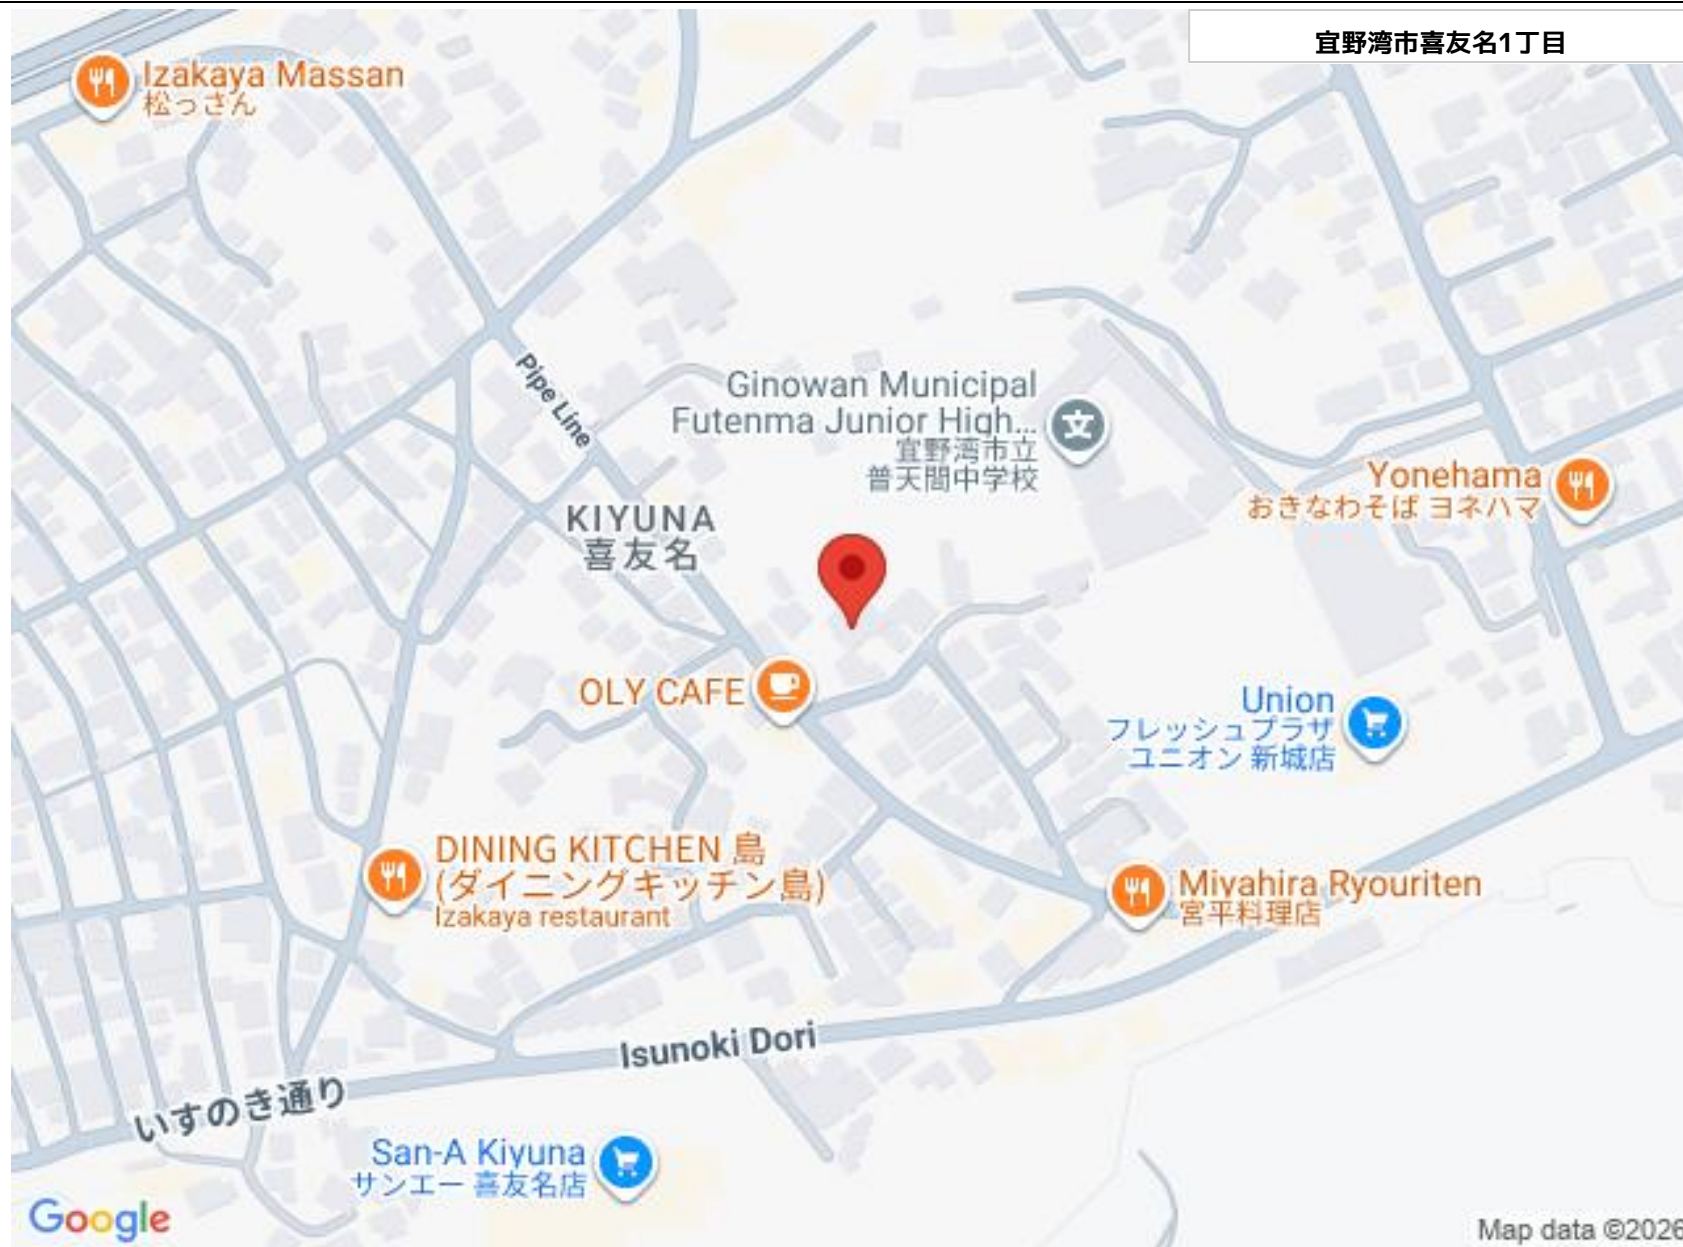 宜野湾市喜友名1丁目
Izakaya Massan
松っさん
Pipe Line
Ginowan Municipal
Futenma Junior High...
宜野湾市立
普天間中学校
Yonehama
おきなわそば ヨネハマ
KIYUNA
喜友名
OLY CAFE
Union
フレッシュプラザ
ユニオン 新城店
DINING KITCHEN 島
(ダイニングキッチン島)
Izakaya restaurant
Miyahira Ryouriten
宮平料理店
Isunoki Dori
いすのき通り
San-A Kiyuna
サンエー 喜友名店
Google
Map data ©2026